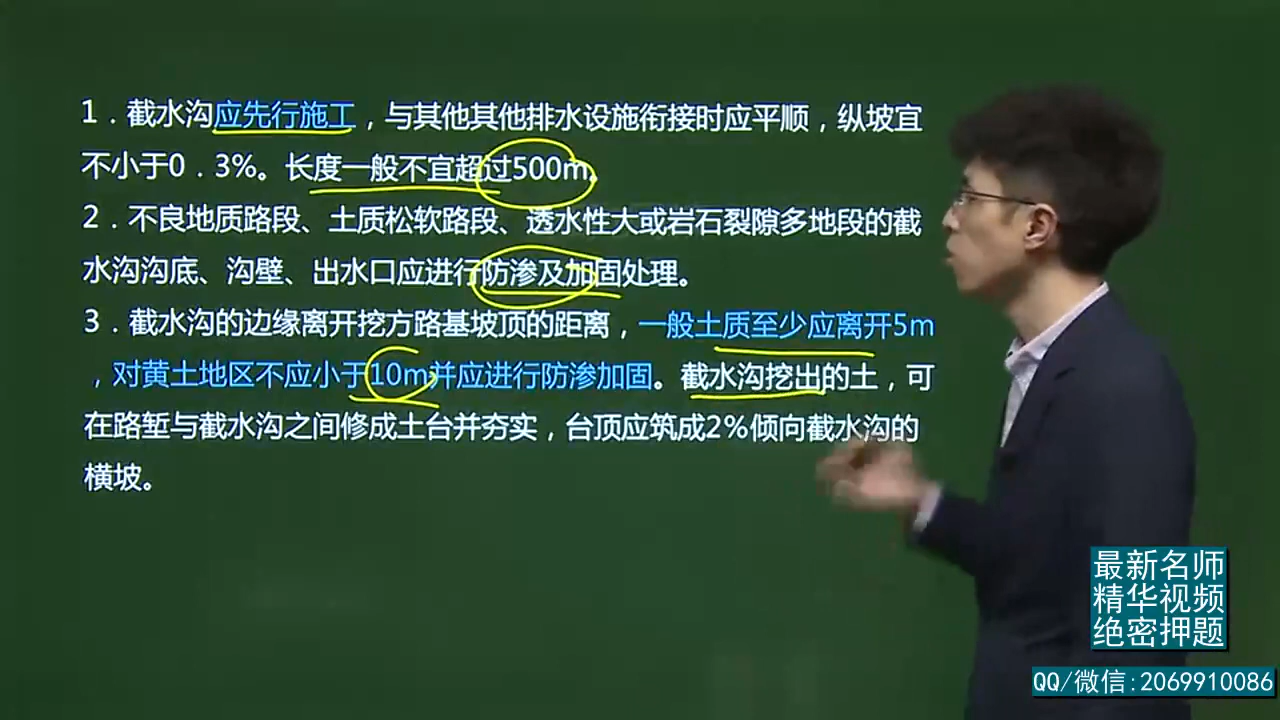 1．截水沟应先行施工，与其他其他排水设施衔接时应平顺，纵坡宜
不小于0．3%。长度一般不宜超过500m。
2．不良地质路段、土质松软路段、透水性大或岩石裂隙多地段的截
水沟沟底、沟壁、出水口应进行防渗及加固处理。
3．截水沟的边缘离开挖方路基坡顶的距离，一般土质至少应离开5m
，对黄土地区不应小于10m并应进行防渗加固。截水沟挖出的土，可
在路堑与截水沟之间修成土台并夯实，台顶应筑成2%倾向截水沟的
横坡。
最新名师
精华视频
绝密押题
QQ/微信:2069910086